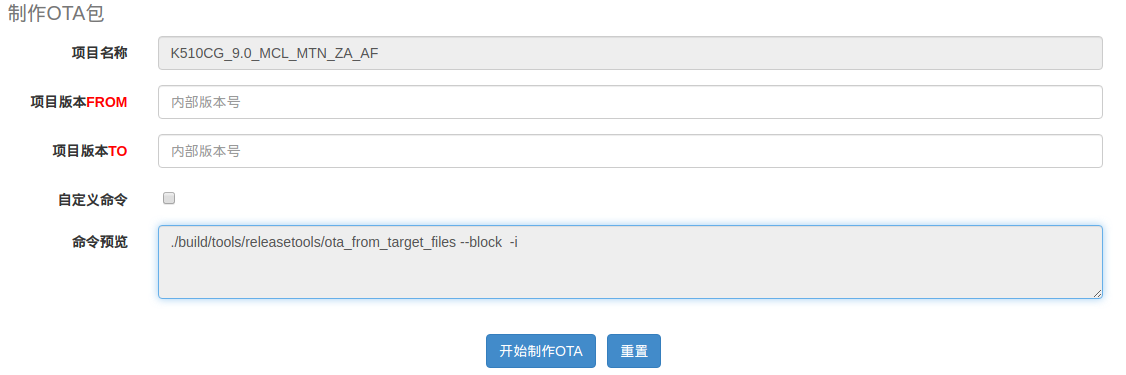 制作OTA包
项目名称 K510CG_9.0_MCL_MTN_ZA_AF
项目版本FROM 内部版本号
项目版本TO 内部版本号
自定义命令
命令预览 ./build/tools/releasetools/ota_from_target_files --block  -i
开始制作OTA 重置